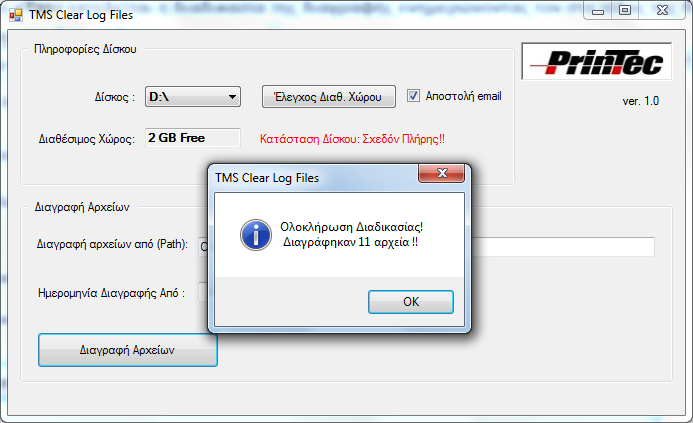 TMS Clear Log Files
Πληροφορίες Δίσκου
PrinTec
Δίσκος :
D:\
Έλεγχος Διαθ. Χώρου
Αποστολή email
ver. 1.0
Διαθέσιμος Χώρος:
2 GB Free
Κατάσταση Δίσκου: Σχεδόν Πλήρης!!
TMS Clear Log Files
Ολοκλήρωση Διαδικασίας!
Διαγράφηκαν 11 αρχεία !!
OK
Διαγραφή Αρχείων
Διαγραφή αρχείων από (Path):
Ημερομηνία Διαγραφής Από :
Διαγραφή Αρχείων